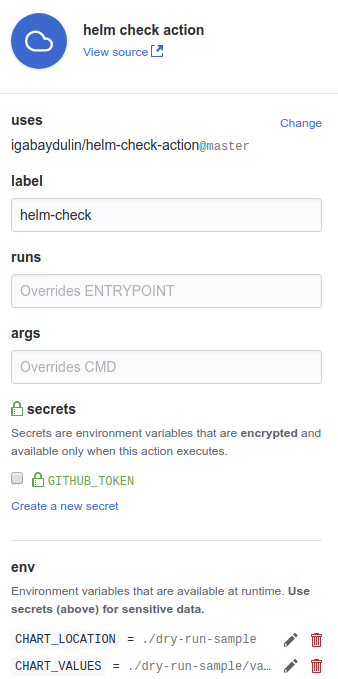 helm check action
View source
uses
Change
igabaydulin/helm-check-action@master
label
helm-check
runs
Overrides ENTRYPOINT
args
Overrides CMD
secrets
Secrets are environment variables that are encrypted and
available only when this action executes.
GITHUB_TOKEN
Create a new secret
env
Environment variables that are available at runtime. Use
secrets (above) for sensitive data.
CHART_LOCATION = ./dry-run-sample
CHART_VALUES = ./dry-run-sample/va…